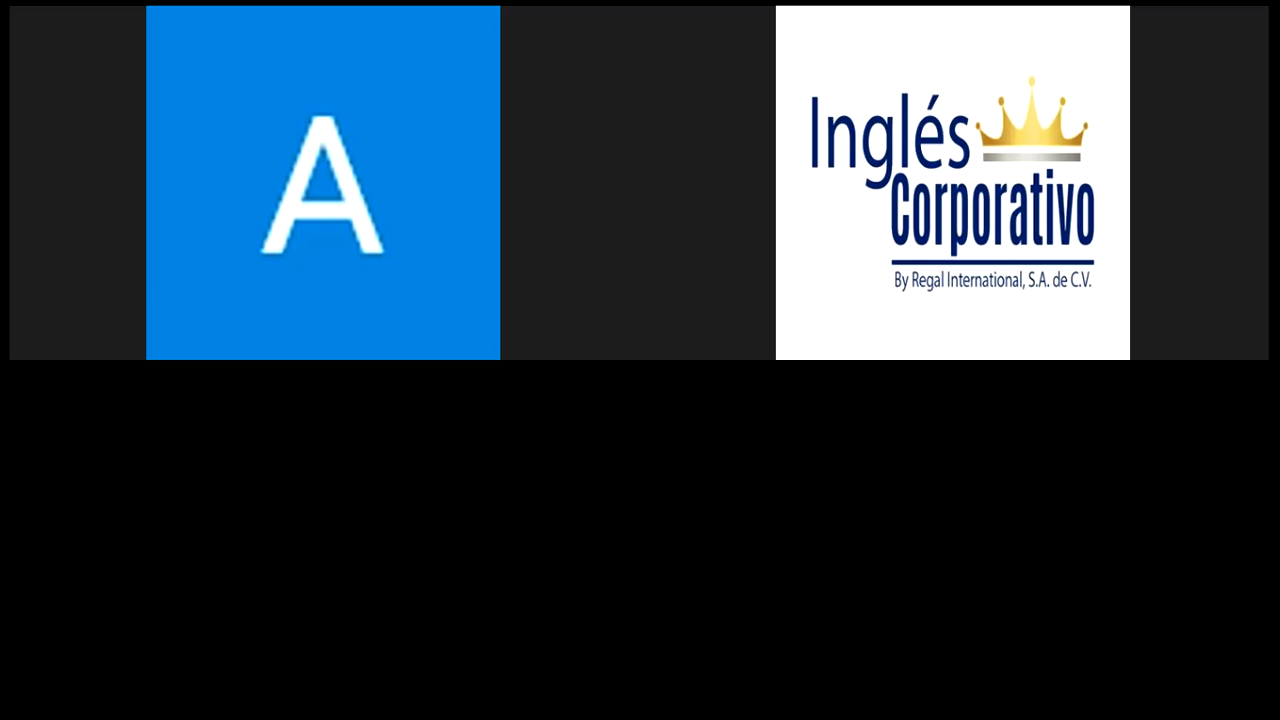 A
Inglés
Corporativo
By Regal International, S.A. de C.V.